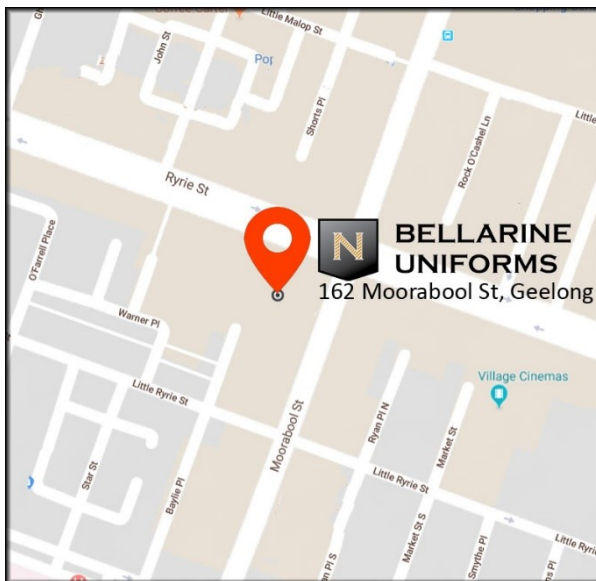 Little Malop St
John St
Shorts Pl
Rock O'Cashel Ln
Little
Ryrie St
N
BELLARINE
UNIFORMS
162 Moorabool St, Geelong
O'Farrell Place
Warner Pl
Village Cinemas
Little Ryrie St
Moorabool St
Ryan Pl N
Market St
Star St
Baylie Pl
Little Ryrie St
Market St S
Smythe Pl
Little Ryrie St